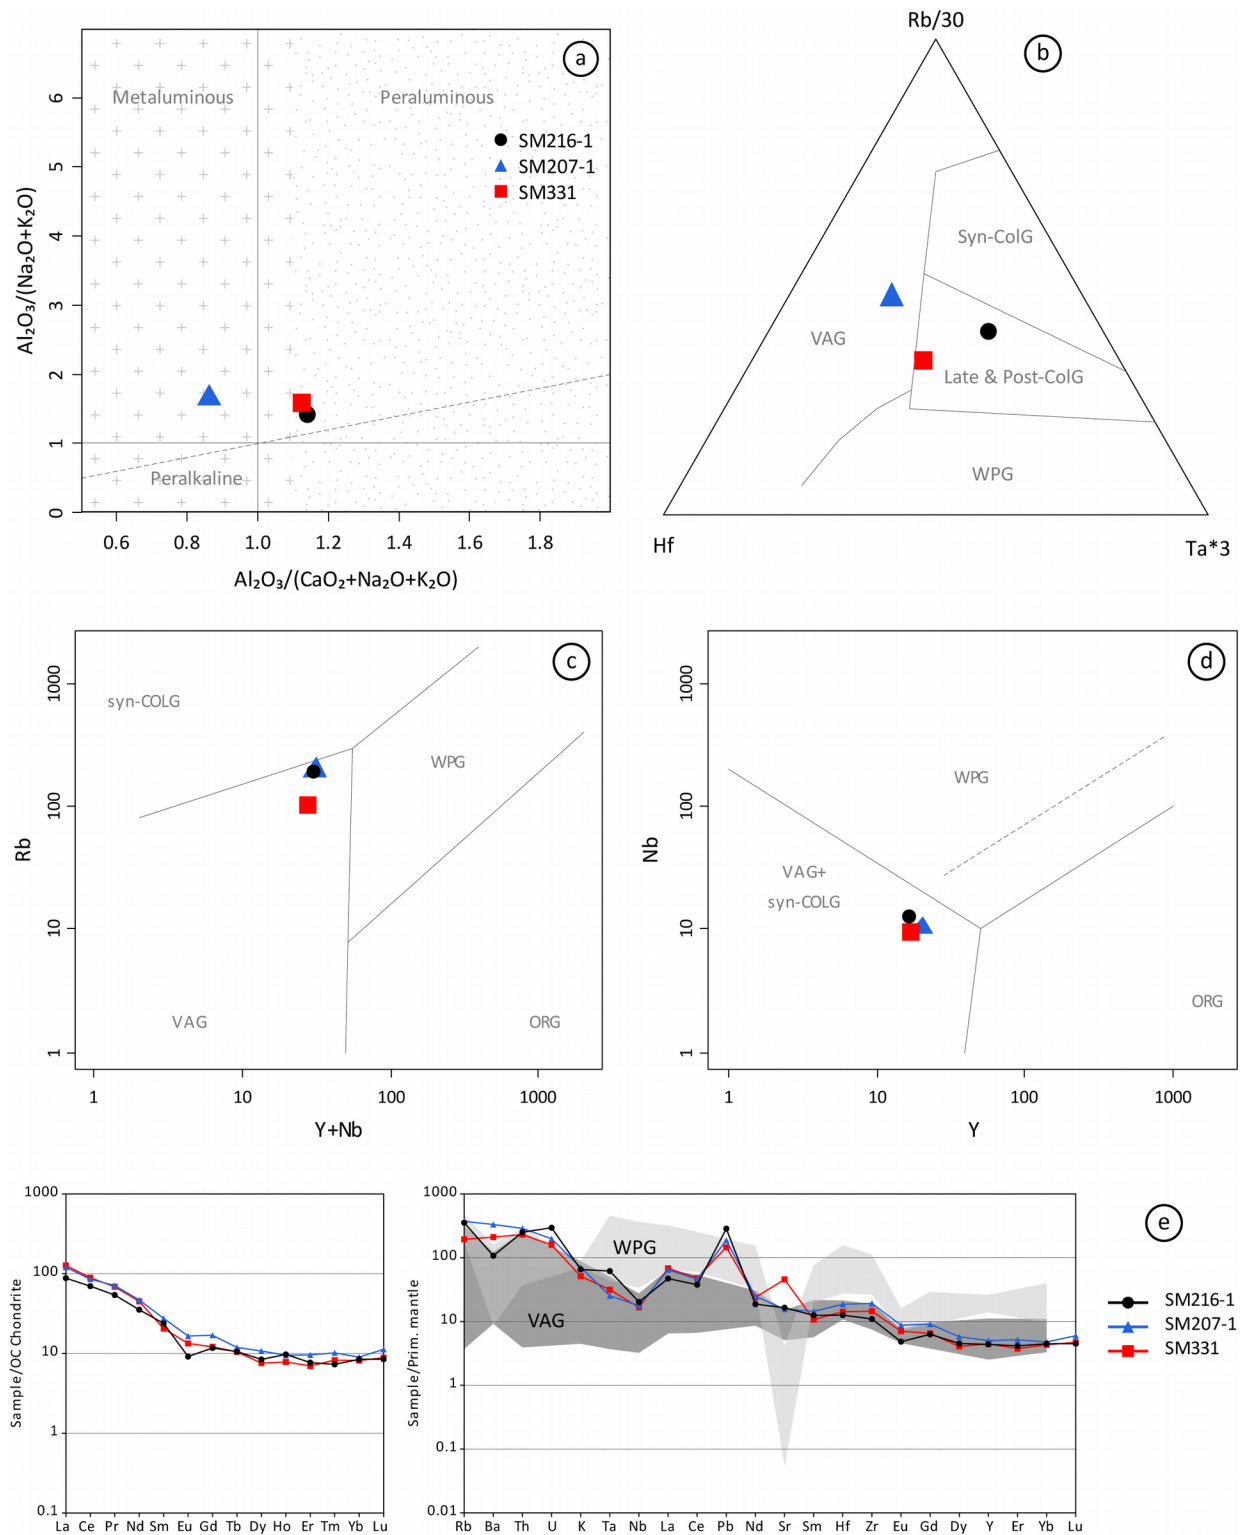 a
Metaluminous
Peraluminous
SM216-1
SM207-1
SM331
Peralkaline
6
5
4
3
2
1
0
Al₂O₃/(Na₂O+K₂O)
0.6 0.8 1.0 1.2 1.4 1.6 1.8
Al₂O₃/(CaO₂+Na₂O+K₂O)
Rb/30
b
Syn-ColG
VAG
Late & Post-ColG
WPG
Hf
Ta*3
c
syn-COLG
WPG
VAG
ORG
1000
100
10
1
Rb
1 10 100 1000
Y+Nb
d
WPG
VAG+
syn-COLG
ORG
1000
100
10
1
Nb
1 10 100 1000
Y
1000
100
10
1
0.1
Sample/OC Chondrite
La Ce Pr Nd Sm Eu Gd Tb Dy Ho Er Tm Yb Lu
1000
100
10
1
0.1
0.01
Sample/Prim. mantle
WPG
VAG
Rb Ba Th U K Ta Nb La Ce Pb Nd Sr Sm Hf Zr Eu Gd Dy Y Er Yb Lu
e
SM216-1
SM207-1
SM331